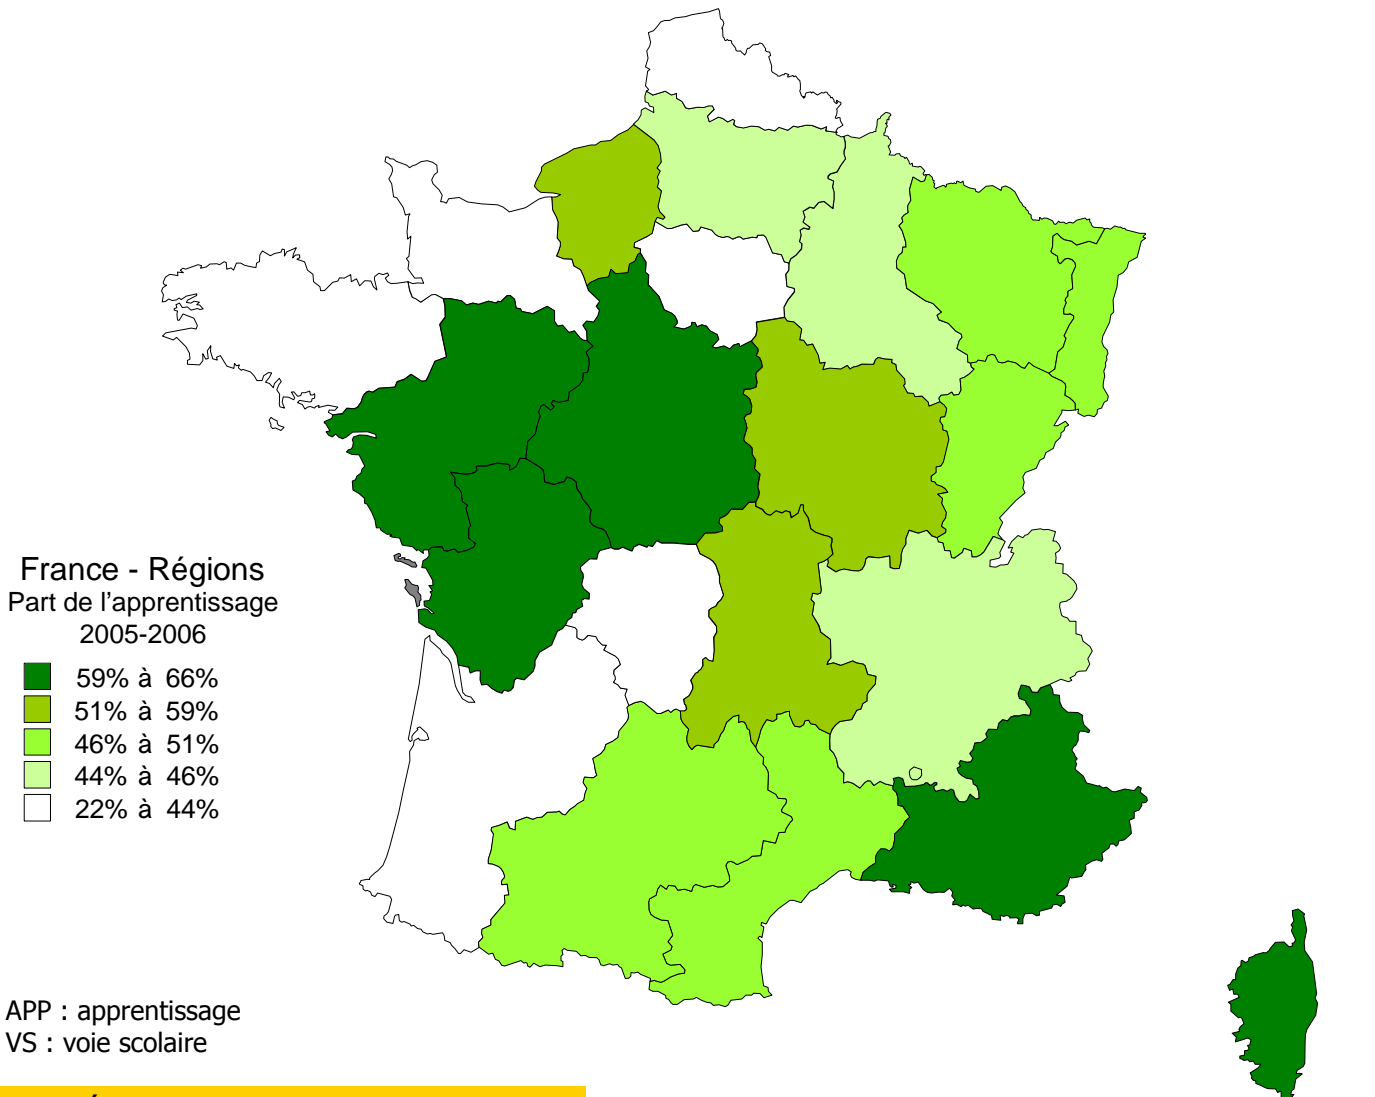 France - Régions
Part de l'apprentissage
2005-2006
59% à 66%
51% à 59%
46% à 51%
44% à 46%
22% à 44%
APP : apprentissage
VS : voie scolaire